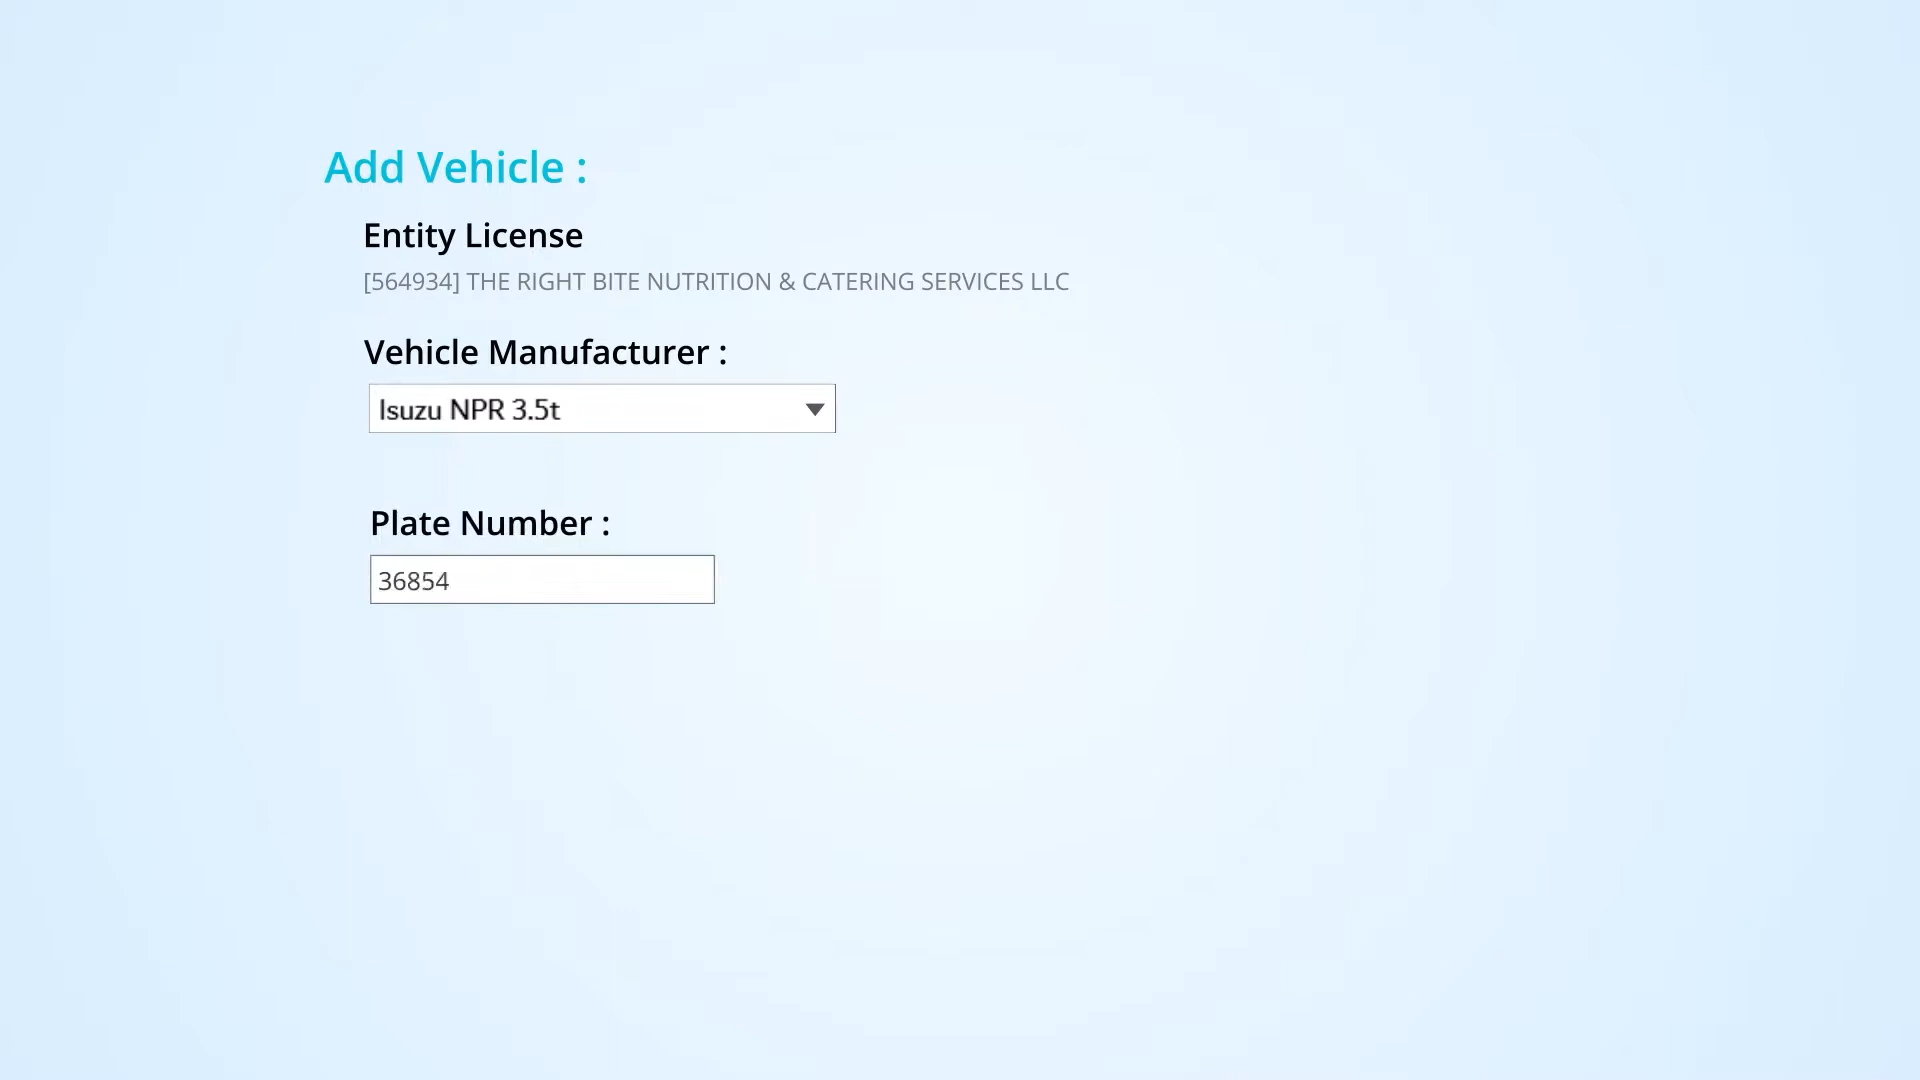 Add Vehicle :
Entity License
[564934] THE RIGHT BITE NUTRITION & CATERING SERVICES LLC
Vehicle Manufacturer :
Isuzu NPR 3.5t
Plate Number :
36854